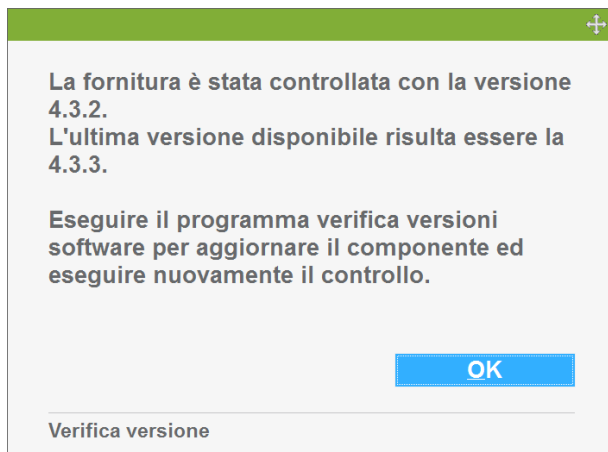 La fornitura è stata controllata con la versione
4.3.2.
L'ultima versione disponibile risulta essere la
4.3.3.
Eseguire il programma verifica versioni
software per aggiornare il componente ed
eseguire nuovamente il controllo.
OK
Verifica versione